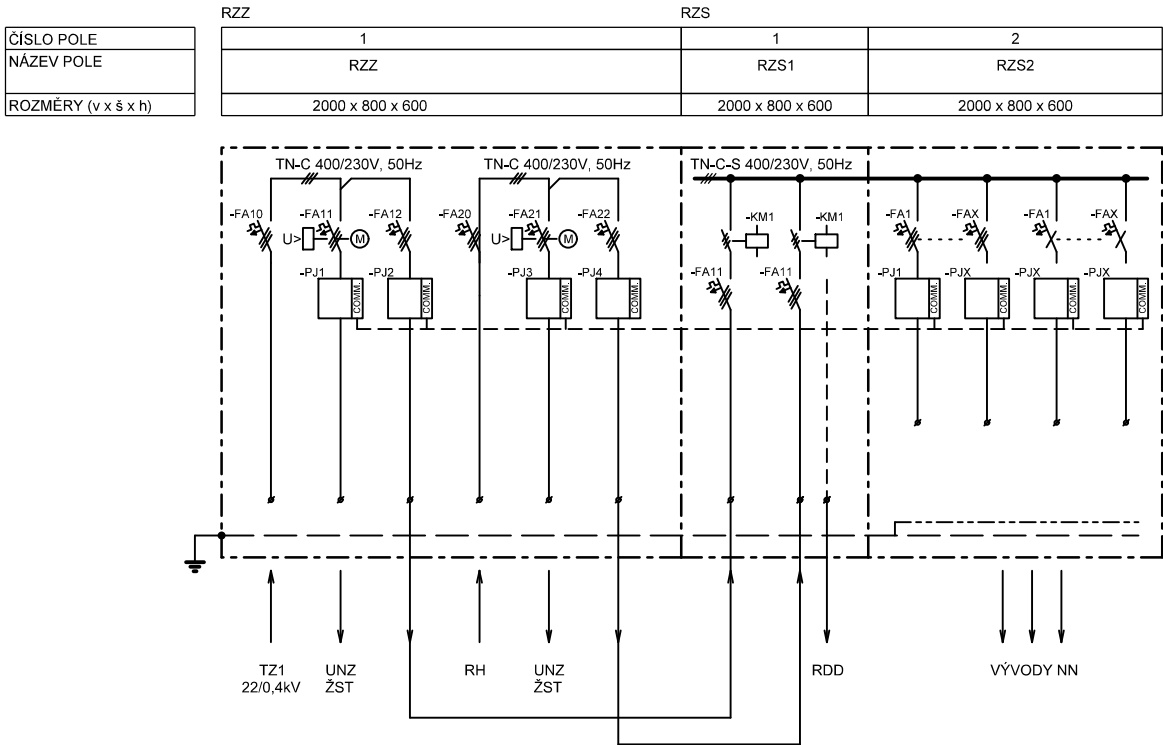 RZZ RZS
ČÍSLO POLE 1 1 2
NÁZEV POLE RZZ RZS1 RZS2
ROZMĚRY (v x š x h) 2000 x 800 x 600 2000 x 800 x 600 2000 x 800 x 600
TN-C 400/230V, 50Hz TN-C 400/230V, 50Hz TN-C-S 400/230V, 50Hz
-FA10 -FA11 -FA12 -FA20 -FA21 -FA22 -KM1 -KM1 -FA1 -FAX -FA1 -FAX
U> M U> M
-PJ1 -PJ2 -PJ3 -PJ4 -FA11 -FA11 -PJ1 -PJX -PJX -PJX
COMM. COMM. COMM. COMM. COMM. COMM. COMM. COMM.
TZ1 UNZ RH UNZ RDD VÝVODY NN
22/0,4kV ŽST ŽST